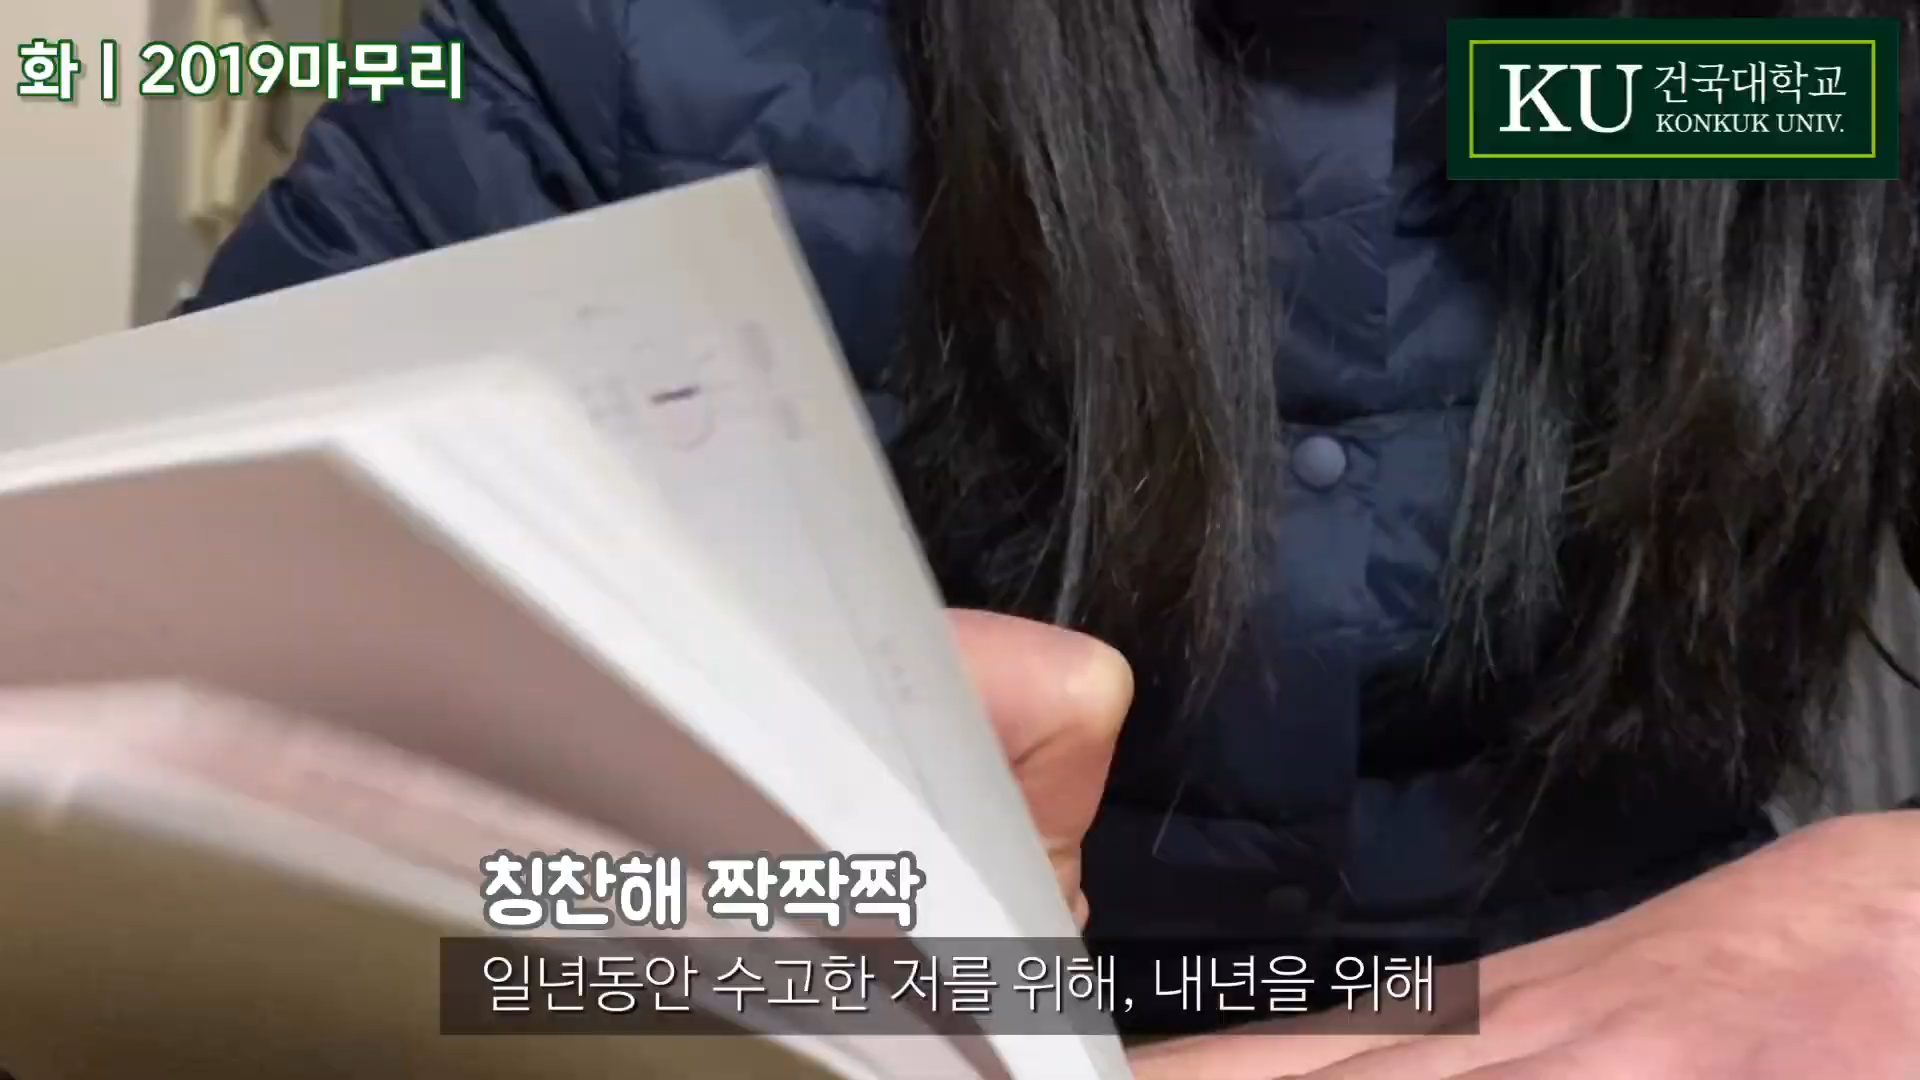 화 | 2019마무리
KU 건국대학교
KONKUK UNIV.
칭찬해 짝짝짝
일년동안 수고한 저를 위해, 내년을 위해